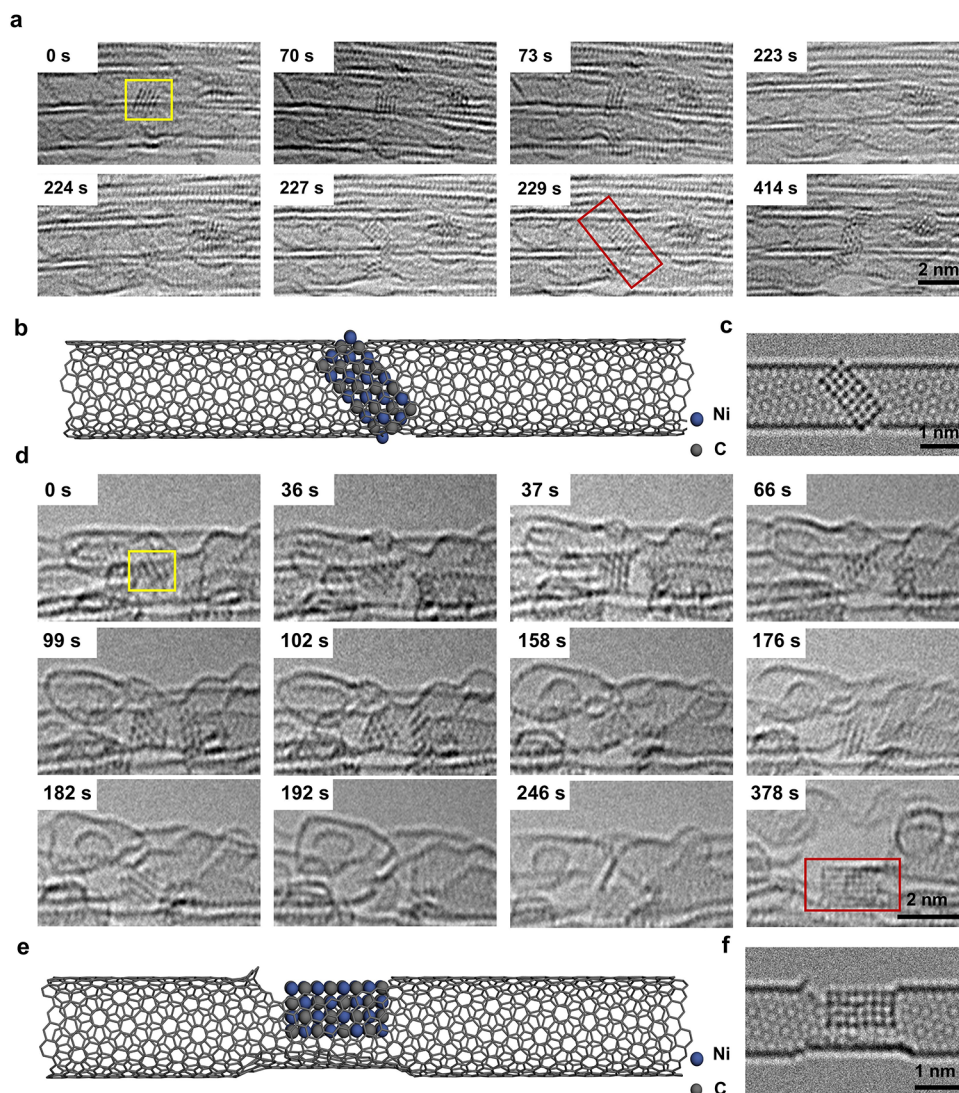 a
0 s
70 s
73 s
223 s
224 s
227 s
229 s
414 s
2 nm
b
Ni
C
c
1 nm
d
0 s
36 s
37 s
66 s
99 s
102 s
158 s
176 s
182 s
192 s
246 s
378 s
2 nm
e
Ni
C
f
1 nm